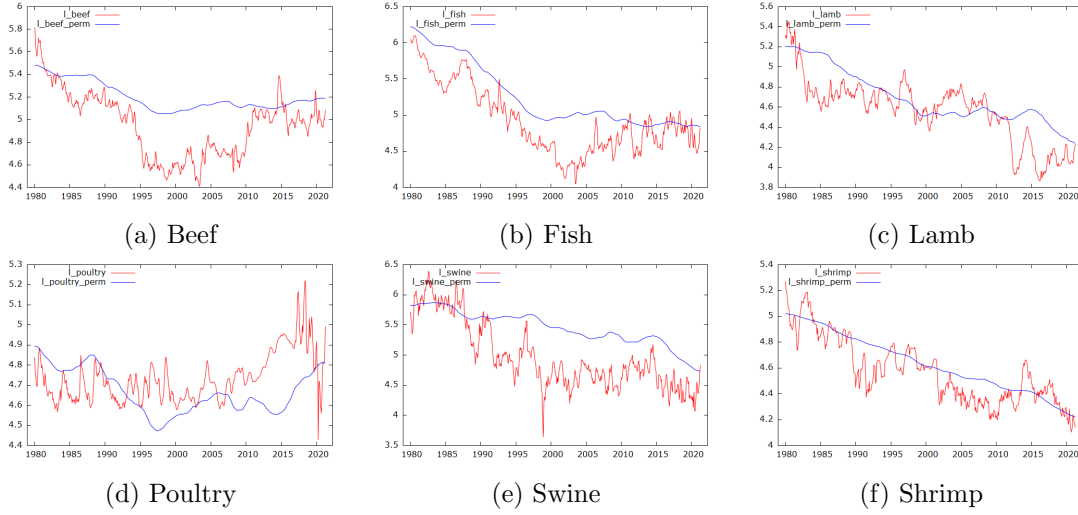 l_beef
l_beef_perm
6
5.8
5.6
5.4
5.2
5
4.8
4.6
4.4
1980 1985 1990 1995 2000 2005 2010 2015 2020
(a) Beef
l_fish
l_fish_perm
6.5
6
5.5
5
4.5
4
1980 1985 1990 1995 2000 2005 2010 2015 2020
(b) Fish
l_lamb
l_lamb_perm
5.6
5.4
5.2
5
4.8
4.6
4.4
4.2
4
3.8
1980 1985 1990 1995 2000 2005 2010 2015 2020
(c) Lamb
l_poultry
l_poultry_perm
5.3
5.2
5.1
5
4.9
4.8
4.7
4.6
4.5
4.4
1980 1985 1990 1995 2000 2005 2010 2015 2020
(d) Poultry
l_swine
l_swine_perm
6.5
6
5.5
5
4.5
4
3.5
1980 1985 1990 1995 2000 2005 2010 2015 2020
(e) Swine
l_shrimp
l_shrimp_perm
5.4
5.2
5
4.8
4.6
4.4
4.2
4
1980 1985 1990 1995 2000 2005 2010 2015 2020
(f) Shrimp